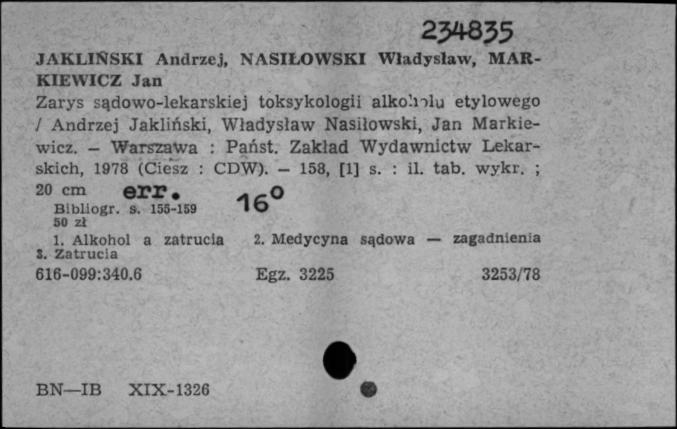 234835
JAKLIŃSKI Andrzej, NASIŁOWSKI Władysław, MAR-
KIEWICZ Jan
Zarys sądowo-lekarskiej toksykologii alkoholu etylowego
/ Andrzej Jakliński, Władysław Nasiłowski, Jan Markie-
wicz. — Warszawa : Państ. Zakład Wydawnictw Lekar-
skich, 1978 (Ciesz : CDW). — 158, [1] s. : il. tab. wykr. ;
20 cm err. 16º
Bibliogr. s. 155-159
50 zł
1. Alkohol a zatrucia 2. Medycyna sądowa — zagadnienia
3. Zatrucia
616-099:340.6 Egz. 3225 3253/78
BN—IB XIX-1326